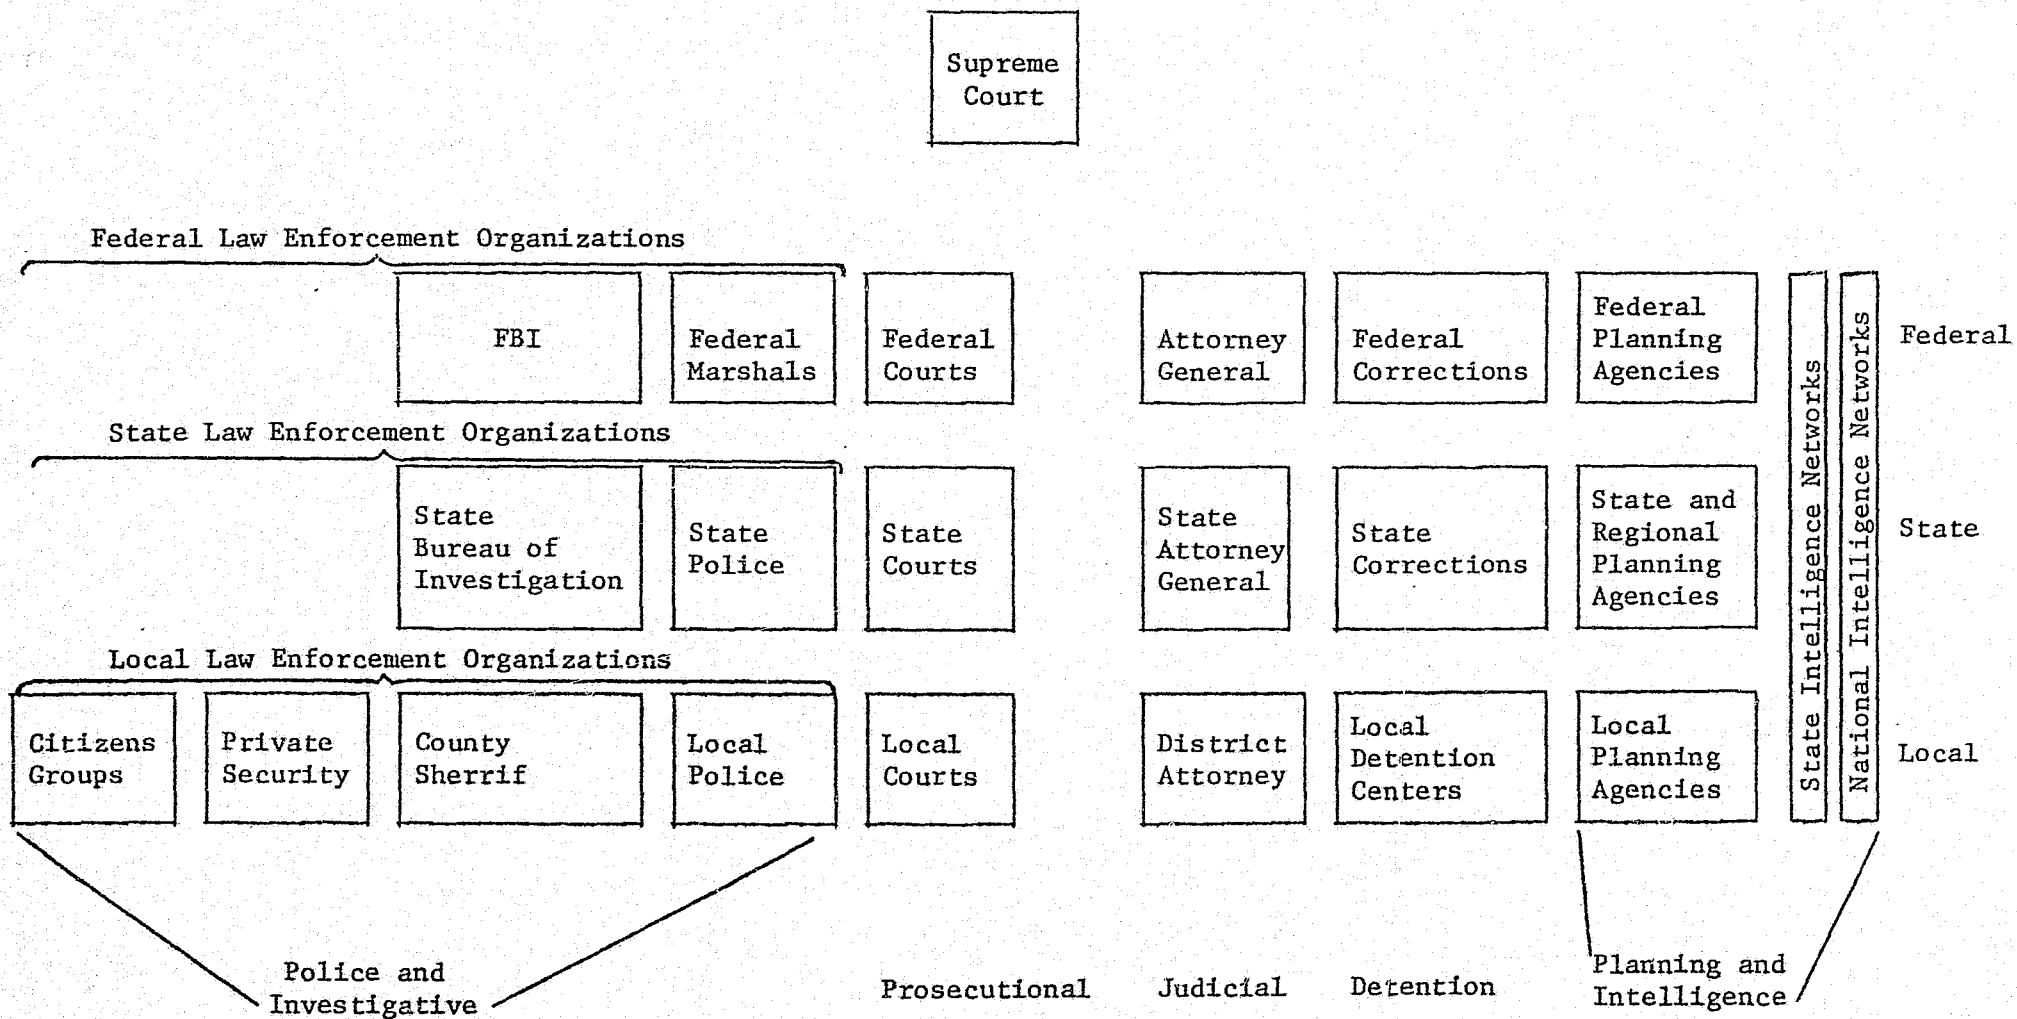 Supreme
Court
Federal Law Enforcement Organizations
FBI
Federal
Marshals
Federal
Courts
Attorney
General
Federal
Corrections
Federal
Planning
Agencies
State Intelligence Networks
National Intelligence Networks
Federal
State Law Enforcement Organizations
State
Bureau of
Investigation
State
Police
State
Courts
State
Attorney
General
State
Corrections
State and
Regional
Planning
Agencies
State
Local Law Enforcement Organizations
Citizens
Groups
Private
Security
County
Sherrif
Local
Police
Local
Courts
District
Attorney
Local
Detention
Centers
Local
Planning
Agencies
Local
Police and
Investigative
Prosecutional
Judicial
Detention
Planning and
Intelligence